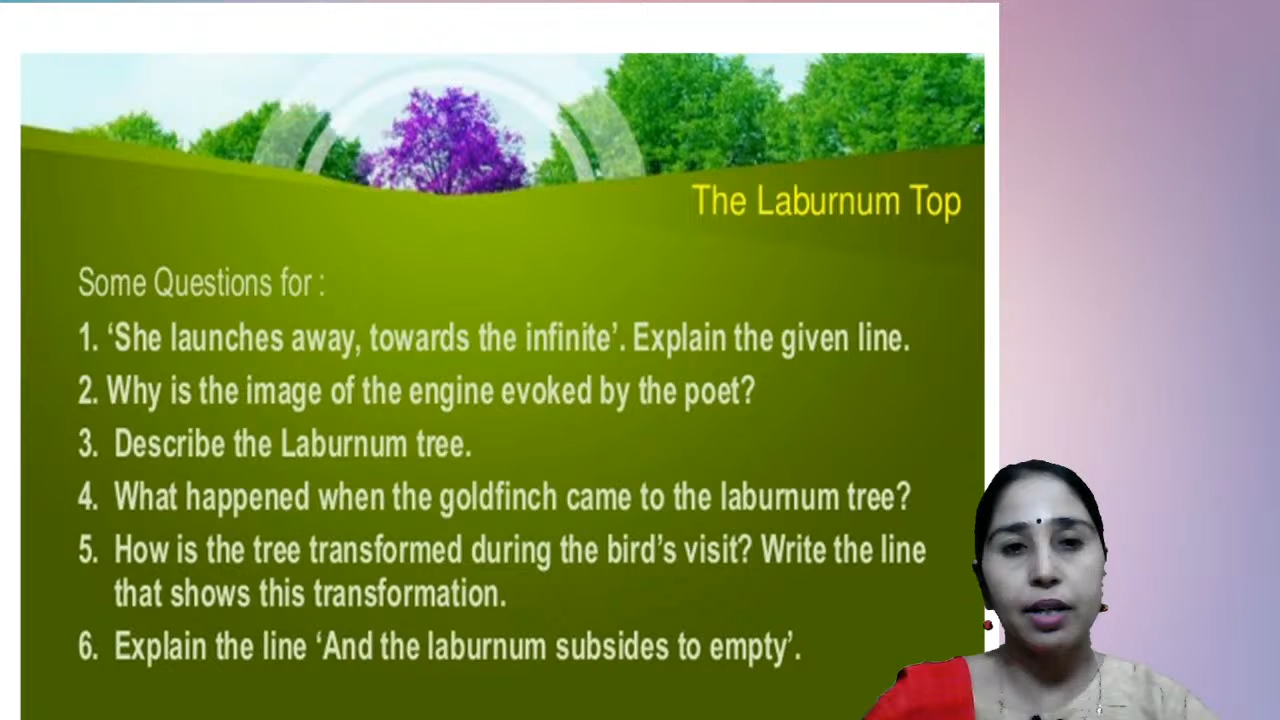 The Laburnum Top
Some Questions for :
1. ‘She launches away, towards the infinite’. Explain the given line.
2. Why is the image of the engine evoked by the poet?
3. Describe the Laburnum tree.
4. What happened when the goldfinch came to the laburnum tree?
5. How is the tree transformed during the bird’s visit? Write the line
that shows this transformation.
6. Explain the line ‘And the laburnum subsides to empty’.